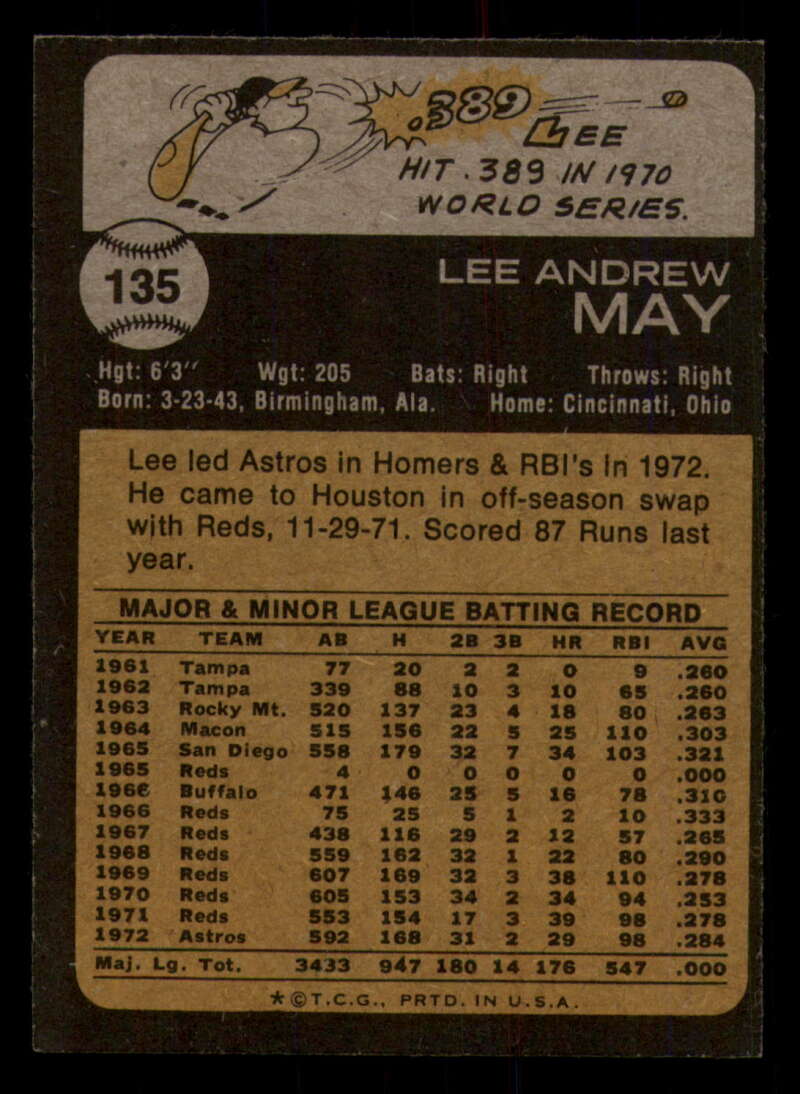 .389
LEE
HIT .389 IN 1970
WORLD SERIES.
135
LEE ANDREW
MAY
Hgt: 6'3" Wgt: 205 Bats: Right Throws: Right
Born: 3-23-43, Birmingham, Ala. Home: Cincinnati, Ohio
Lee led Astros in Homers & RBI's in 1972.
He came to Houston in off-season swap
with Reds, 11-29-71. Scored 87 Runs last
year.
MAJOR & MINOR LEAGUE BATTING RECORD
YEAR TEAM AB H 2B 3B HR RBI AVG
1961 Tampa 77 20 2 2 0 9 .260
1962 Tampa 339 88 10 3 10 65 .260
1963 Rocky Mt. 520 137 23 4 18 80 .263
1964 Macon 515 156 22 5 25 110 .303
1965 San Diego 558 179 32 7 34 103 .321
1965 Reds 4 0 0 0 0 0 .000
1966 Buffalo 471 146 25 5 16 78 .310
1966 Reds 75 25 5 1 2 10 .333
1967 Reds 438 116 29 2 12 57 .265
1968 Reds 559 162 32 1 22 80 .290
1969 Reds 607 169 32 3 38 110 .278
1970 Reds 605 153 34 2 34 94 .253
1971 Reds 553 154 17 3 39 98 .278
1972 Astros 592 168 31 2 29 98 .284
Maj. Lg. Tot. 3433 947 180 14 176 547 .000
*©T.C.G., PRTD. IN U.S.A.